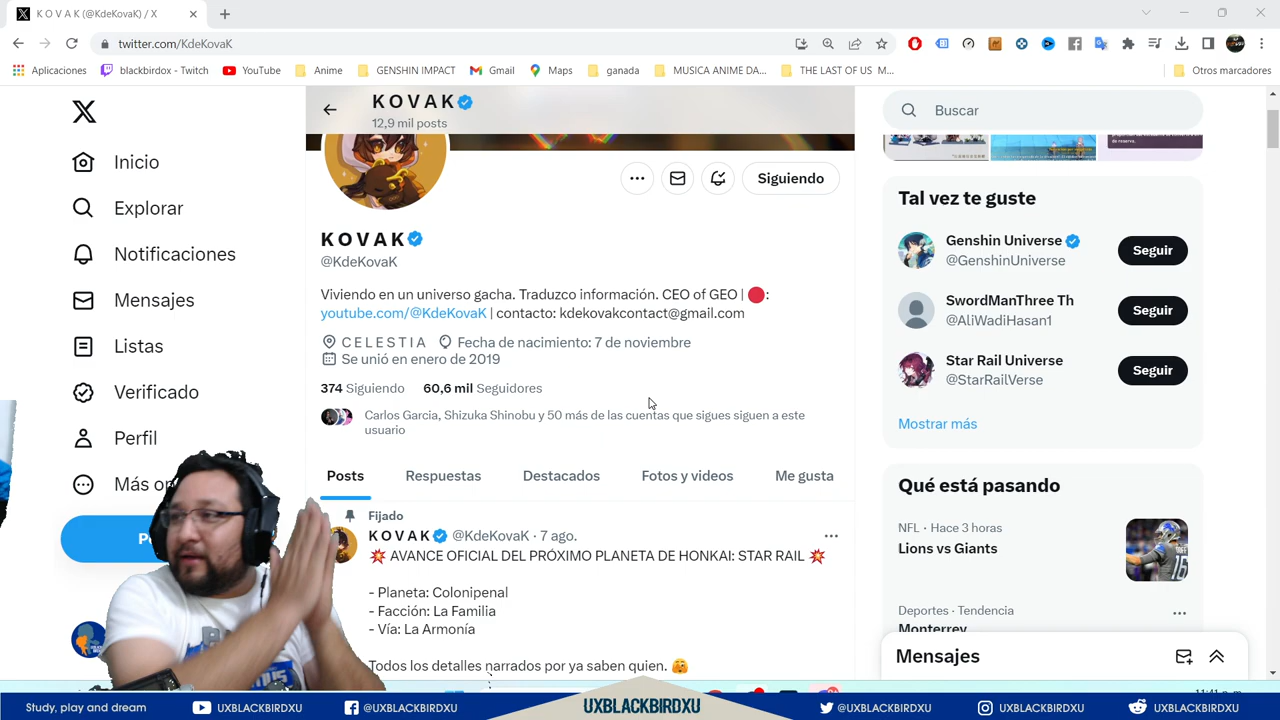 K O V A K (@KdeKovaK) / X
twitter.com/KdeKovaK
Aplicaciones
blackbirdox - Twitch
YouTube
Anime
GENSHIN IMPACT
Gmail
Maps
ganada
MUSICA ANIME DA...
THE LAST OF US M...
Otros marcadores
Inicio
Explorar
Notificaciones
Mensajes
Listas
Verificado
Perfil
Más
K O V A K
12,9 mil posts
Siguiendo
K O V A K
@KdeKovaK
Viviendo en un universo gacha. Traduzco información. CEO of GEO | 🔴:
youtube.com/@KdeKovaK | contacto: kdekovakcontact@gmail.com
C E L E S T I A Fecha de nacimiento: 7 de noviembre
Se unió en enero de 2019
374 Siguiendo 60,6 mil Seguidores
Carlos Garcia, Shizuka Shinobu y 50 más de las cuentas que sigues siguen a este
usuario
Posts Respuestas Destacados Fotos y videos Me gusta
Fijado
K O V A K @KdeKovaK · 7 ago.
💥 AVANCE OFICIAL DEL PRÓXIMO PLANETA DE HONKAI: STAR RAIL 💥
- Planeta: Colonipenal
- Facción: La Familia
- Vía: La Armonía
Todos los detalles narrados por ya saben quien. 🫣
Buscar
Tal vez te guste
Genshin Universe
@GenshinUniverse
Seguir
SwordManThree Th
@AliWadiHasan1
Seguir
Star Rail Universe
@StarRailVerse
Seguir
Mostrar más
Qué está pasando
NFL · Hace 3 horas
Lions vs Giants
Deportes · Tendencia
Monterrey
Mensajes
11:41 p. m.
Study, play and dream
UXBLACKBIRDXU
@UXBLACKBIRDXU
UXBLACKBIRDXU
@UXBLACKBIRDXU
UXBLACKBIRDXU
UXBLACKBIRDXU